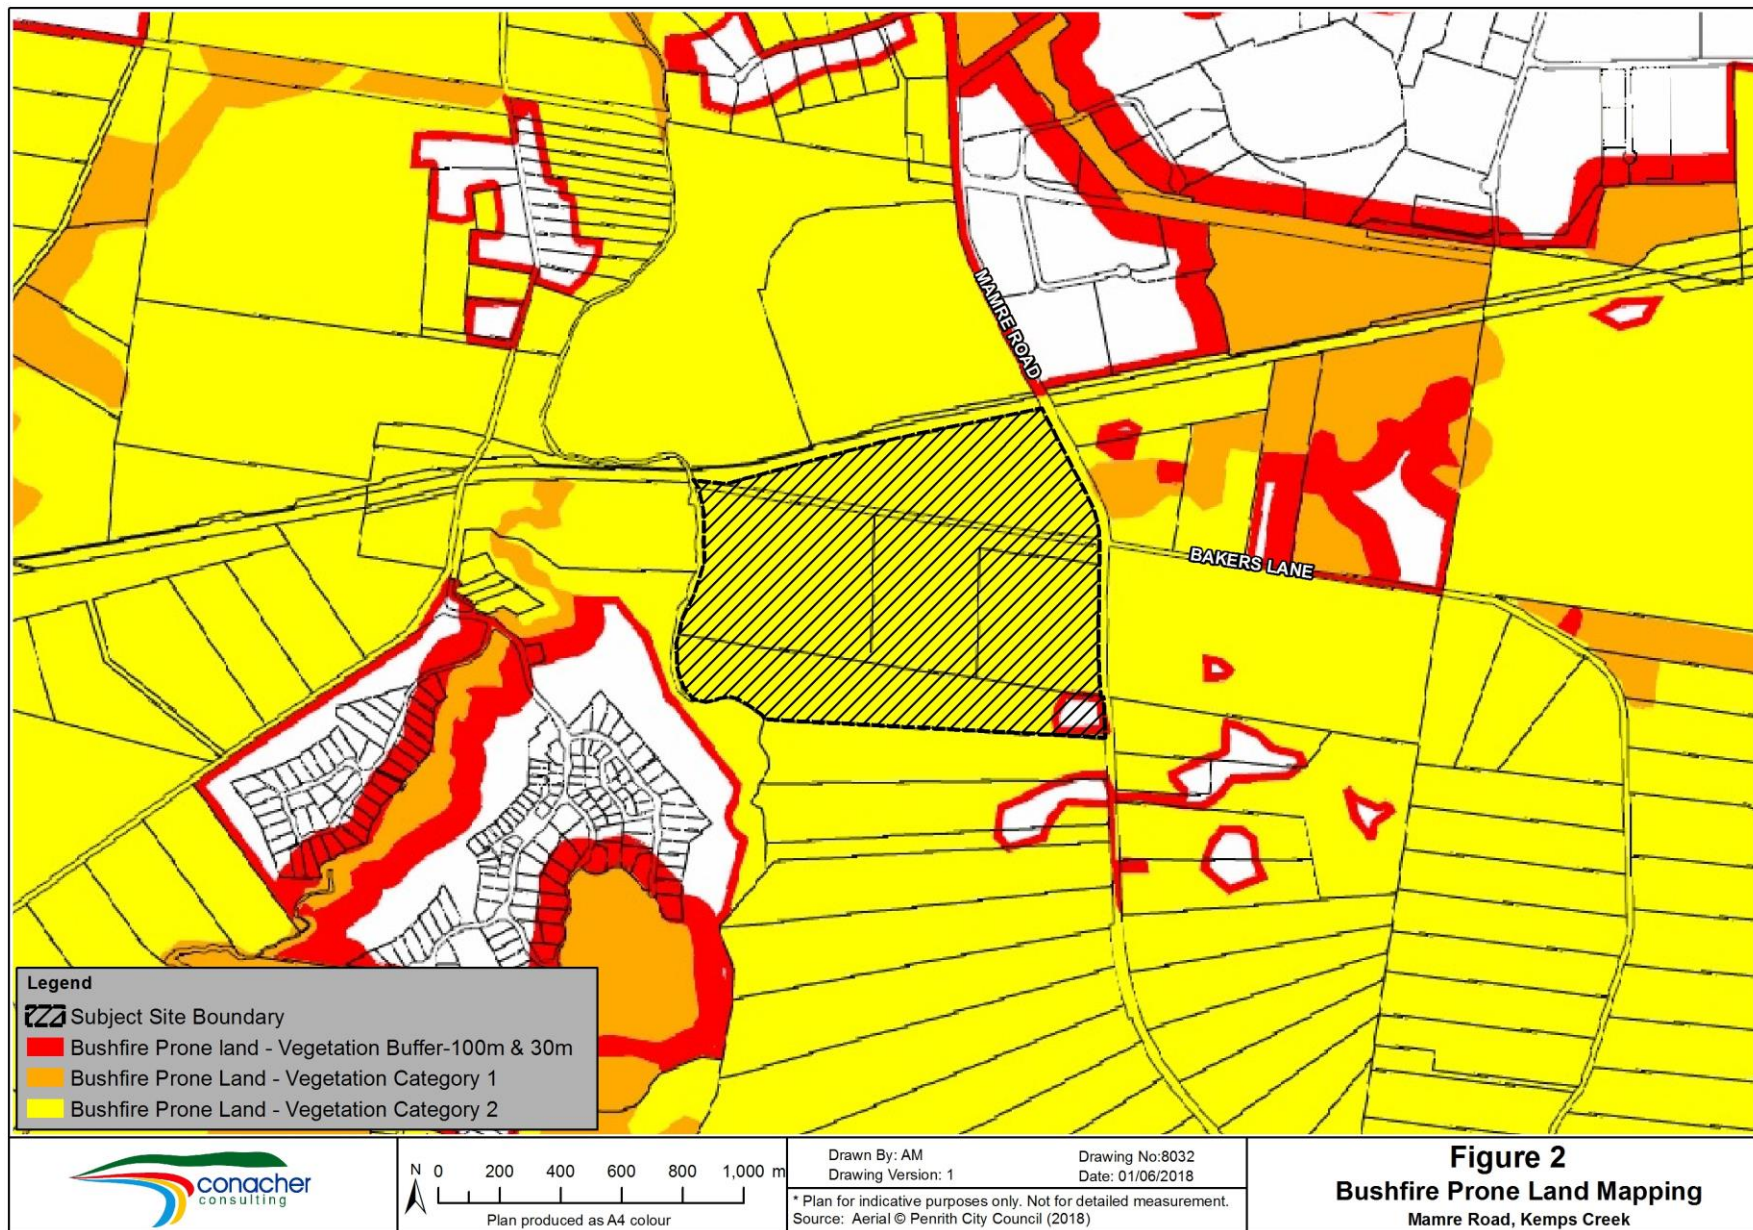 MAMRE ROAD
BAKERS LANE
Legend
Subject Site Boundary
Bushfire Prone land - Vegetation Buffer-100m & 30m
Bushfire Prone Land - Vegetation Category 1
Bushfire Prone Land - Vegetation Category 2
conacher
consulting
N 0 200 400 600 800 1,000 m
Plan produced as A4 colour
Drawn By: AM Drawing No:8032
Drawing Version: 1 Date: 01/06/2018
* Plan for indicative purposes only. Not for detailed measurement.
Source: Aerial © Penrith City Council (2018)
Figure 2
Bushfire Prone Land Mapping
Mamre Road, Kemps Creek